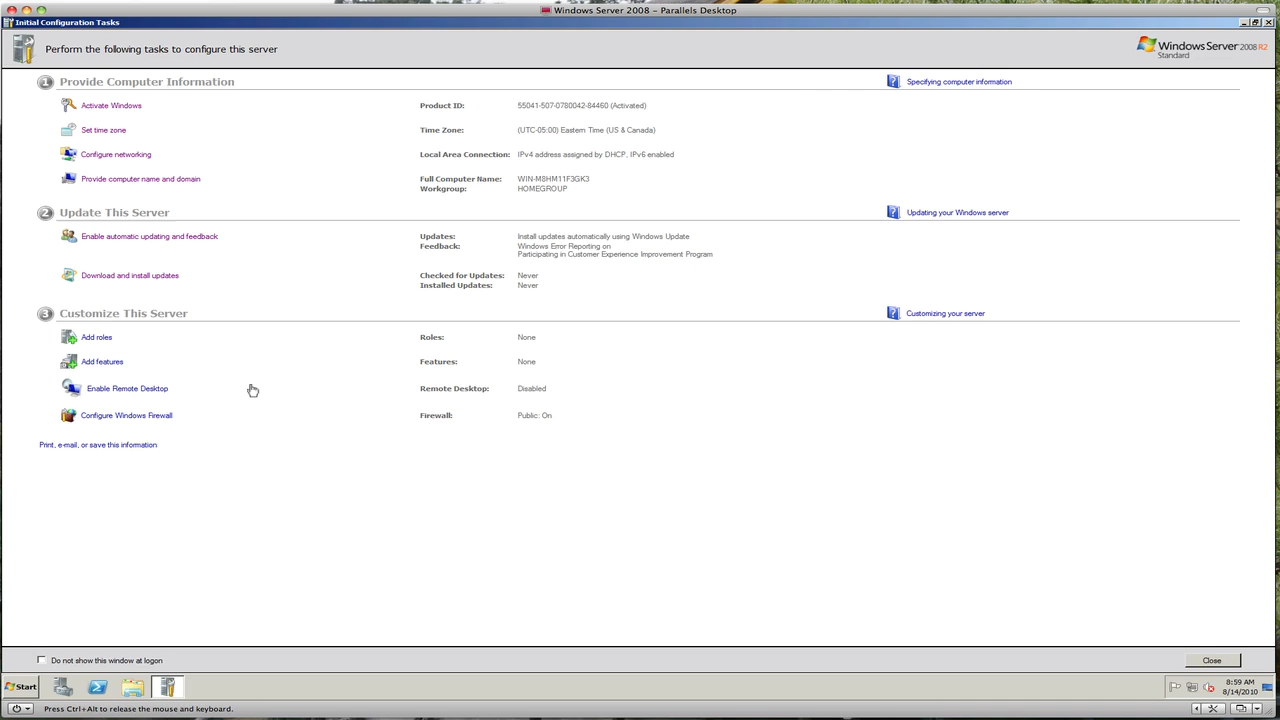 Windows Server 2008 - Parallels Desktop
Initial Configuration Tasks
Perform the following tasks to configure this server
Windows Server 2008 R2
Standard
1 Provide Computer Information
Specifying computer information
Activate Windows
Product ID: 55041-507-0780042-84460 (Activated)
Set time zone
Time Zone: (UTC-05:00) Eastern Time (US & Canada)
Configure networking
Local Area Connection: IPv4 address assigned by DHCP, IPv6 enabled
Provide computer name and domain
Full Computer Name: WIN-M8HM11F3GK3
Workgroup: HOMEGROUP
2 Update This Server
Updating your Windows server
Enable automatic updating and feedback
Updates: Install updates automatically using Windows Update
Feedback: Windows Error Reporting on
Participating in Customer Experience Improvement Program
Download and install updates
Checked for Updates: Never
Installed Updates: Never
3 Customize This Server
Customizing your server
Add roles
Roles: None
Add features
Features: None
Enable Remote Desktop
Remote Desktop: Disabled
Configure Windows Firewall
Firewall: Public: On
Print, e-mail, or save this information
Do not show this window at logon
Close
Start
8:59 AM
8/14/2010
Press Ctrl+Alt to release the mouse and keyboard.